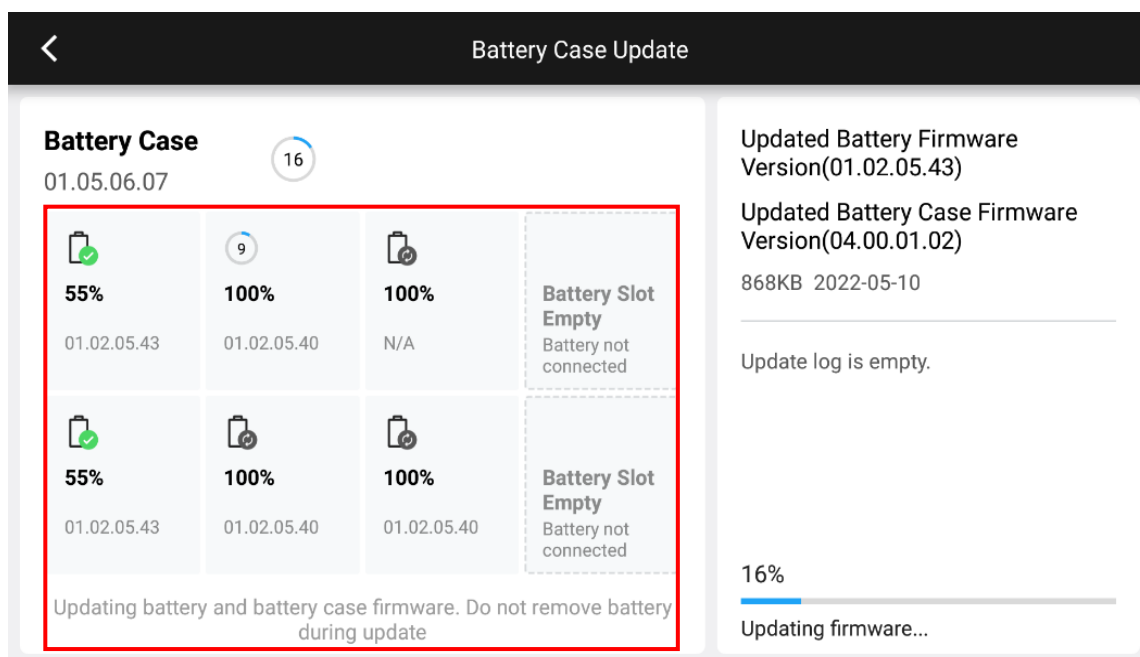 Battery Case Update
Battery Case
16
01.05.06.07
55%
01.02.05.43
9
100%
01.02.05.40
100%
N/A
Battery Slot
Empty
Battery not
connected
55%
01.02.05.43
100%
01.02.05.40
100%
01.02.05.40
Battery Slot
Empty
Battery not
connected
Updating battery and battery case firmware. Do not remove battery
during update
Updated Battery Firmware
Version(01.02.05.43)
Updated Battery Case Firmware
Version(04.00.01.02)
868KB 2022-05-10
Update log is empty.
16%
Updating firmware...